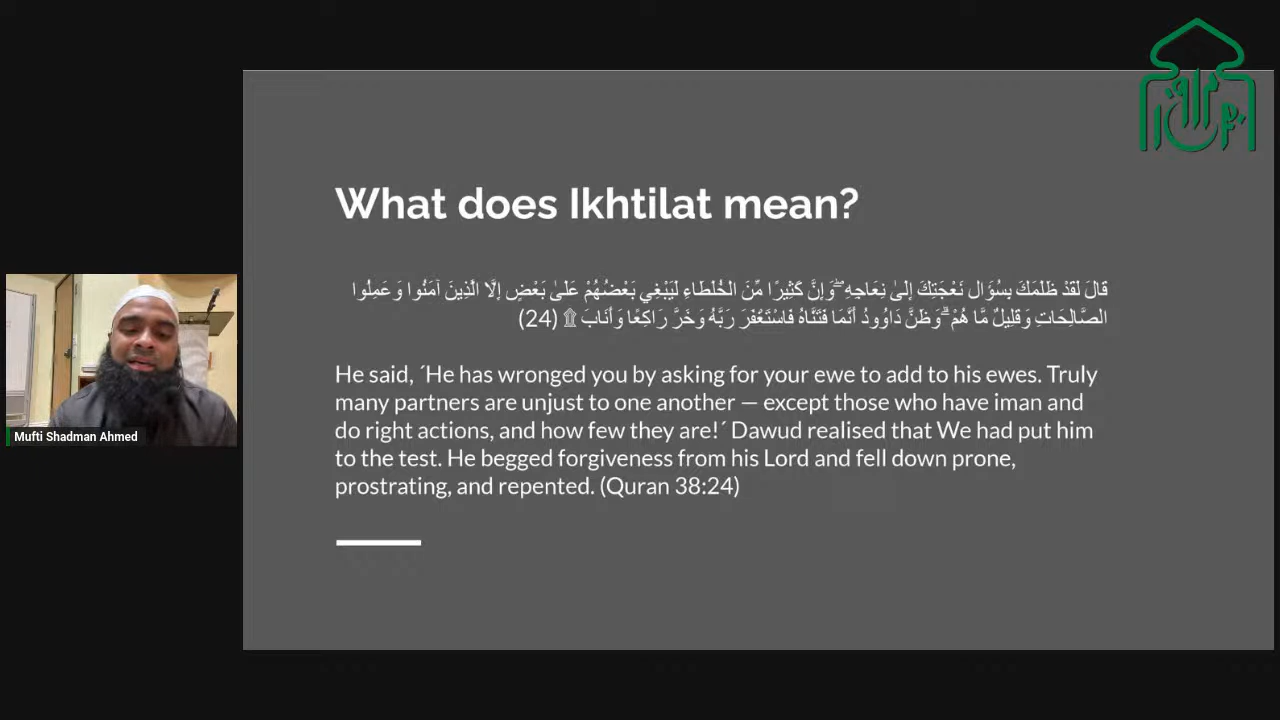 What does Ikhtilat mean?
قَالَ لَقَدْ ظَلَمَكَ بِسُؤَالِ نَعْجَتِكَ إِلَىٰ نِعَاجِهِ ۖ وَإِنَّ كَثِيرًا مِّنَ الْخُلَطَاءِ لَيَبْغِي بَعْضُهُمْ عَلَىٰ بَعْضٍ إِلَّا الَّذِينَ آمَنُوا وَعَمِلُوا
الصَّالِحَاتِ وَقَلِيلٌ مَّا هُمْ ۗ وَظَنَّ دَاوُودُ أَنَّمَا فَتَنَّاهُ فَاسْتَغْفَرَ رَبَّهُ وَخَرَّ رَاكِعًا وَأَنَابَ ۩ (24)
He said, ´He has wronged you by asking for your ewe to add to his ewes. Truly
many partners are unjust to one another — except those who have iman and
do right actions, and how few they are!´ Dawud realised that We had put him
to the test. He begged forgiveness from his Lord and fell down prone,
prostrating, and repented. (Quran 38:24)
Mufti Shadman Ahmed